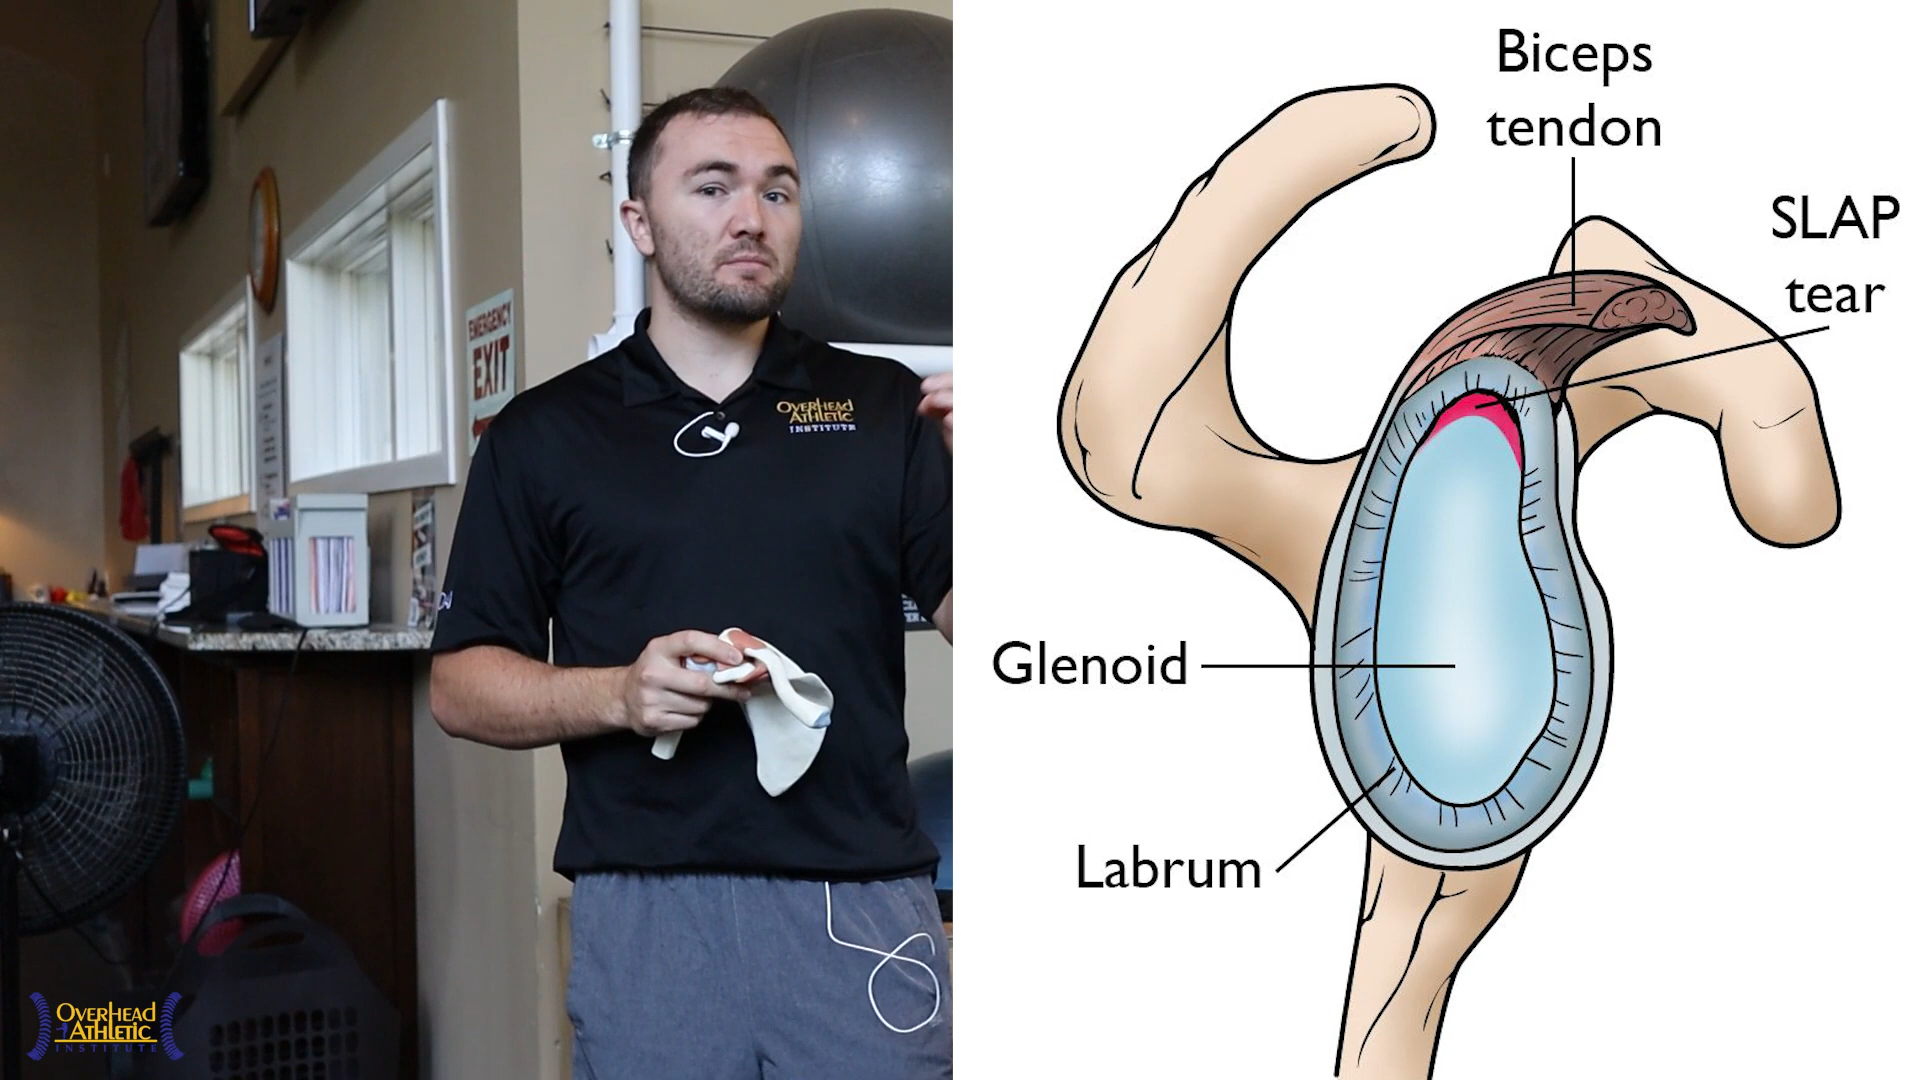 EMERGENCY
EXIT
OVERHEAD
ATHLETIC
INSTITUTE
OVERHEAD
ATHLETIC
INSTITUTE
Biceps
tendon
SLAP
tear
Glenoid
Labrum